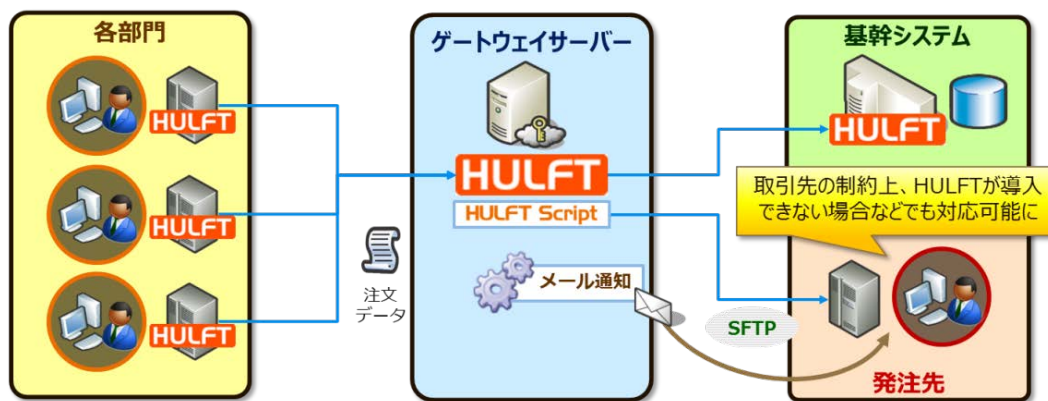 各部門
HULFT
HULFT
HULFT
注文
データ
ゲートウェイサーバー
HULFT
HULFT Script
メール通知
SFTP
基幹システム
HULFT
取引先の制約上、HULFTが導入
できない場合などでも対応可能に
発注先